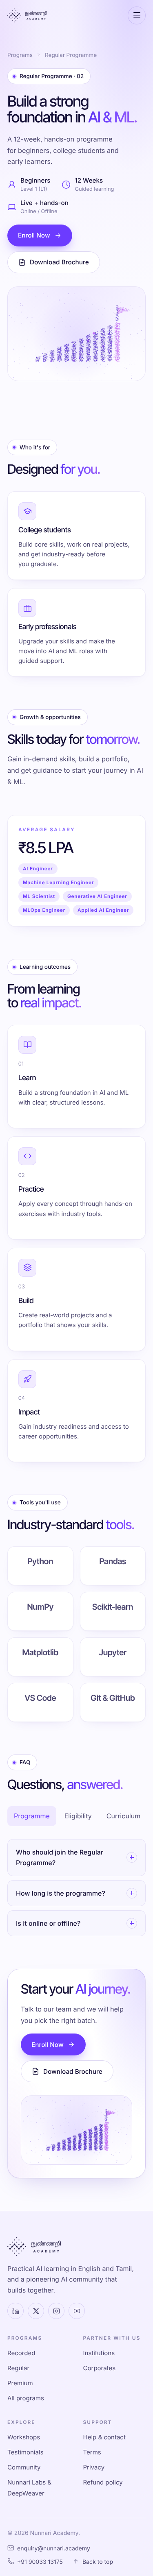 நுண்ணறி
ACADEMY
Programs > Regular Programme
Regular Programme · 02
Build a strong
foundation in AI & ML.
A 12-week, hands-on programme
for beginners, college students and
early learners.
Beginners
Level 1 (L1)
12 Weeks
Guided learning
Live + hands-on
Online / Offline
Enroll Now →
Download Brochure
Who it's for
Designed for you.
College students
Build core skills, work on real projects,
and get industry-ready before
you graduate.
Early professionals
Upgrade your skills and make the
move into AI and ML roles with
guided support.
Growth & opportunities
Skills today for tomorrow.
Gain in-demand skills, build a portfolio,
and get guidance to start your journey in AI
& ML.
AVERAGE SALARY
₹8.5 LPA
AI Engineer
Machine Learning Engineer
ML Scientist
Generative AI Engineer
MLOps Engineer
Applied AI Engineer
Learning outcomes
From learning
to real impact.
01
Learn
Build a strong foundation in AI and ML
with clear, structured lessons.
02
Practice
Apply every concept through hands-on
exercises with industry tools.
03
Build
Create real-world projects and a
portfolio that shows your skills.
04
Impact
Gain industry readiness and access to
career opportunities.
Tools you'll use
Industry-standard tools.
Python
Pandas
NumPy
Scikit-learn
Matplotlib
Jupyter
VS Code
Git & GitHub
FAQ
Questions, answered.
Programme
Eligibility
Curriculum
Who should join the Regular
Programme?
How long is the programme?
Is it online or offline?
Start your AI journey.
Talk to our team and we will help
you pick the right batch.
Enroll Now →
Download Brochure
நுண்ணறி
ACADEMY
Practical AI learning in English and Tamil,
and a pioneering AI community that
builds together.
PROGRAMS
Recorded
Regular
Premium
All programs
PARTNER WITH US
Institutions
Corporates
EXPLORE
Workshops
Testimonials
Community
Nunnari Labs &
DeepWeaver
SUPPORT
Help & contact
Terms
Privacy
Refund policy
© 2026 Nunnari Academy.
enquiry@nunnari.academy
+91 90033 13175
↑ Back to top